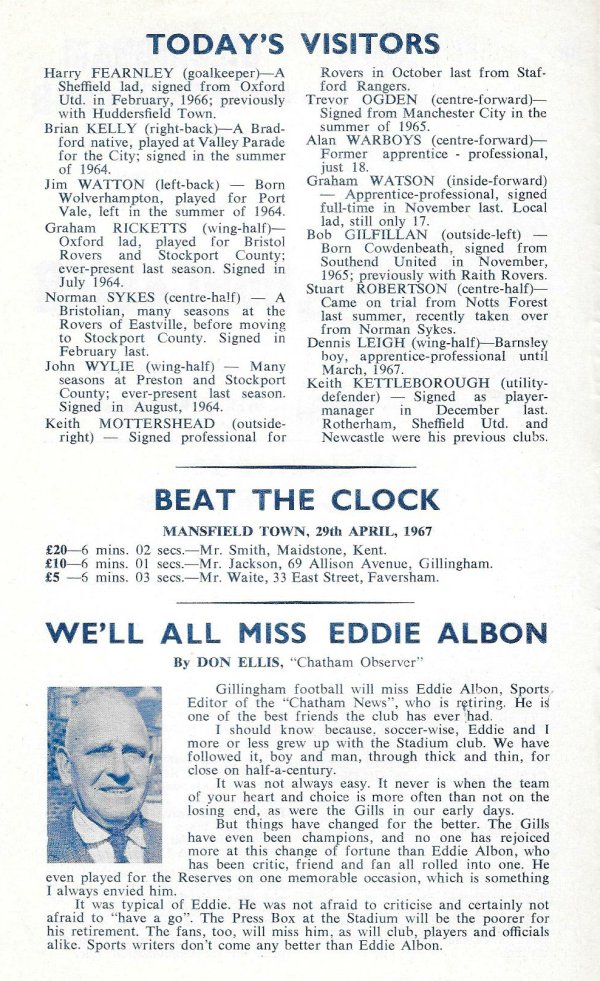 TODAY'S VISITORS
Harry FEARNLEY (goalkeeper)—A
Sheffield lad, signed from Oxford
Utd. in February, 1966; previously
with Huddersfield Town.
Brian KELLY (right-back)—A Brad-
ford native, played at Valley Parade
for the City; signed in the summer
of 1964.
Jim WATTON (left-back) — Born
Wolverhampton, played for Port
Vale, left in the summer of 1964.
Graham RICKETTS (wing-half)—
Oxford lad, played for Bristol
Rovers and Stockport County;
ever-present last season. Signed in
July 1964.
Norman SYKES (centre-half) — A
Bristolian, many seasons at the
Rovers of Eastville, before moving
to Stockport County. Signed in
February last.
John WYLIE (wing-half) — Many
seasons at Preston and Stockport
County; ever-present last season.
Signed in August, 1964.
Keith MOTTERSHEAD (outside-
right) — Signed professional for
Rovers in October last from Staf-
ford Rangers.
Trevor OGDEN (centre-forward)—
Signed from Manchester City in the
summer of 1965.
Alan WARBOYS (centre-forward)—
Former apprentice - professional,
just 18.
Graham WATSON (inside-forward)
— Apprentice-professional, signed
full-time in November last. Local
lad, still only 17.
Bob GILFILLAN (outside-left) —
Born Cowdenbeath, signed from
Southend United in November,
1965; previously with Raith Rovers.
Stuart ROBERTSON (centre-half)—
Came on trial from Notts Forest
last summer, recently taken over
from Norman Sykes.
Dennis LEIGH (wing-half)—Barnsley
boy, apprentice-professional until
March, 1967.
Keith KETTLEBOROUGH (utility-
defender) — Signed as player-
manager in December last.
Rotherham, Sheffield Utd. and
Newcastle were his previous clubs.
BEAT THE CLOCK
MANSFIELD TOWN, 29th APRIL, 1967
£20—6 mins. 02 secs.—Mr. Smith, Maidstone, Kent.
£10—6 mins. 01 secs.—Mr. Jackson, 69 Allison Avenue, Gillingham.
£5 —6 mins. 03 secs.—Mr. Waite, 33 East Street, Faversham.
WE'LL ALL MISS EDDIE ALBON
By DON ELLIS, "Chatham Observer"
Gillingham football will miss Eddie Albon, Sports
Editor of the "Chatham News", who is retiring. He is
one of the best friends the club has ever had.
I should know because, soccer-wise, Eddie and I
more or less grew up with the Stadium club. We have
followed it, boy and man, through thick and thin, for
close on half-a-century.
It was not always easy. It never is when the team
of your heart and choice is more often than not on the
losing end, as were the Gills in our early days.
But things have changed for the better. The Gills
have even been champions, and no one has rejoiced
more at this change of fortune than Eddie Albon, who
has been critic, friend and fan all rolled into one. He
even played for the Reserves on one memorable occasion, which is something
I always envied him.
It was typical of Eddie. He was not afraid to criticise and certainly not
afraid to "have a go". The Press Box at the Stadium will be the poorer for
his retirement. The fans, too, will miss him, as will club, players and officials
alike. Sports writers don't come any better than Eddie Albon.